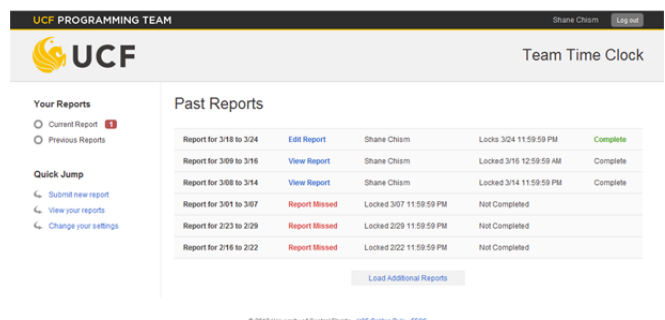 UCF PROGRAMMING TEAM Shane Chism Log out
UCF Team Time Clock
Your Reports
Current Report 1
Previous Reports
Quick Jump
Submit new report
View your reports
Change your settings
Past Reports
Report for 3/18 to 3/24 Edit Report Shane Chism Locks 3/24 11:59:59 PM Complete
Report for 3/09 to 3/16 View Report Shane Chism Locked 3/16 12:59:59 AM Complete
Report for 3/08 to 3/14 View Report Shane Chism Locked 3/14 11:59:59 PM Complete
Report for 3/01 to 3/07 Report Missed Locked 3/07 11:59:59 PM Not Completed
Report for 2/23 to 2/29 Report Missed Locked 2/29 11:59:59 PM Not Completed
Report for 2/16 to 2/22 Report Missed Locked 2/22 11:59:59 PM Not Completed
Load Additional Reports